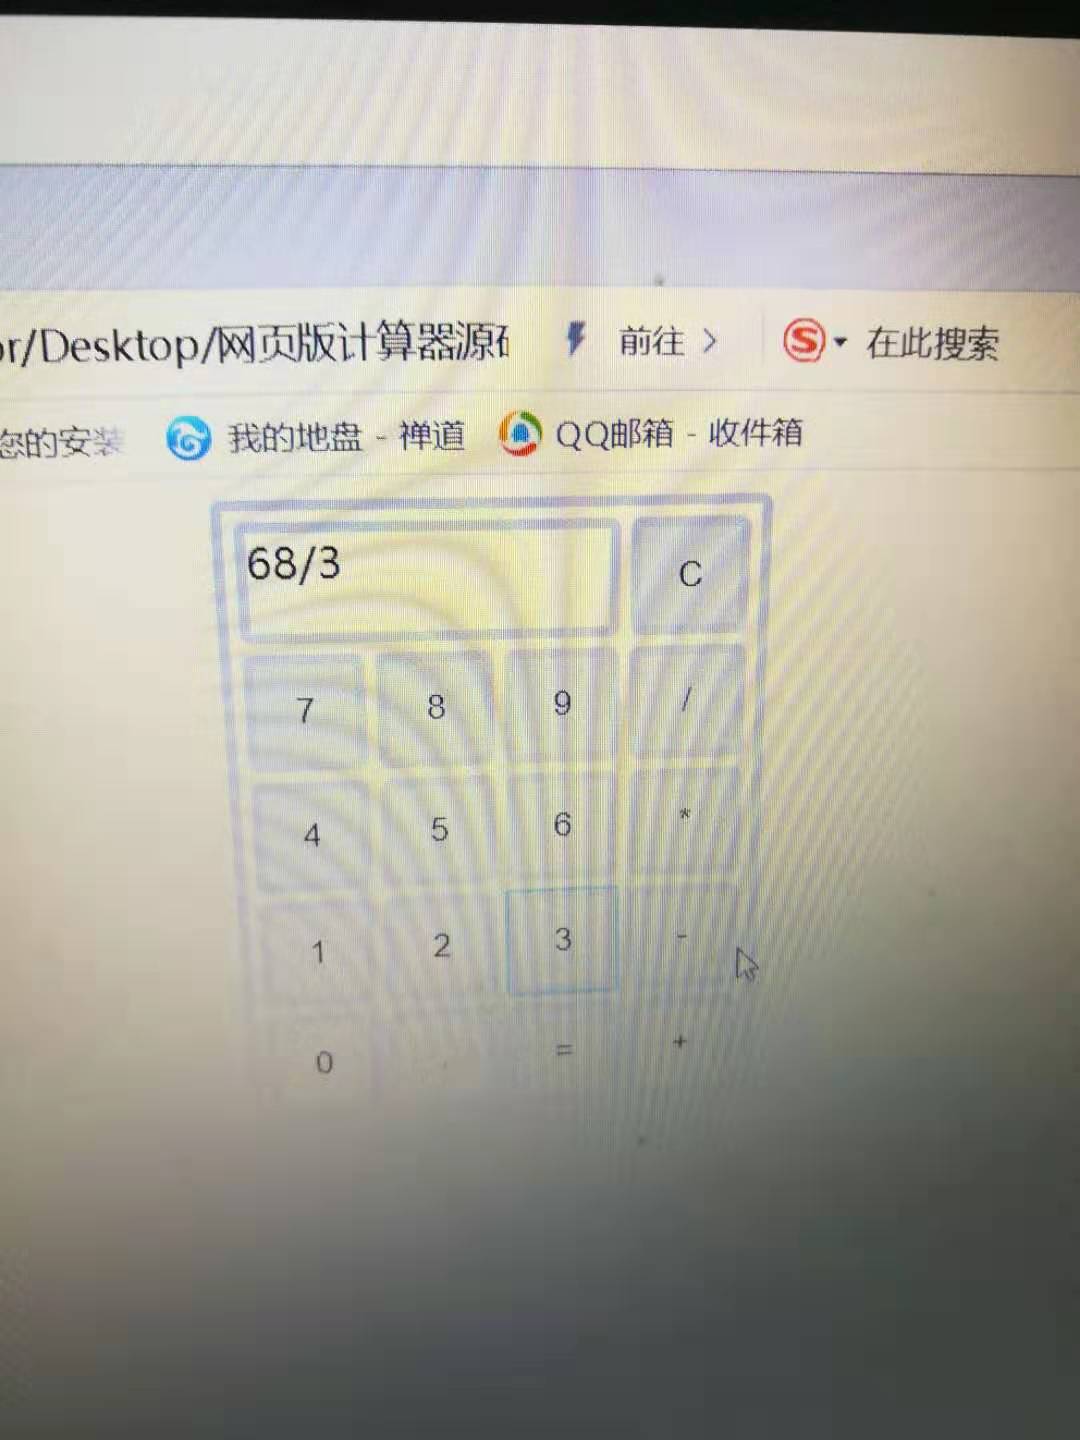 or/Desktop/网页版计算器源码 前往 > 在此搜索
您的安装 我的地盘 - 禅道 QQ邮箱 - 收件箱
68/3 C
7 8 9 /
4 5 6 *
1 2 3 -
0 . = +